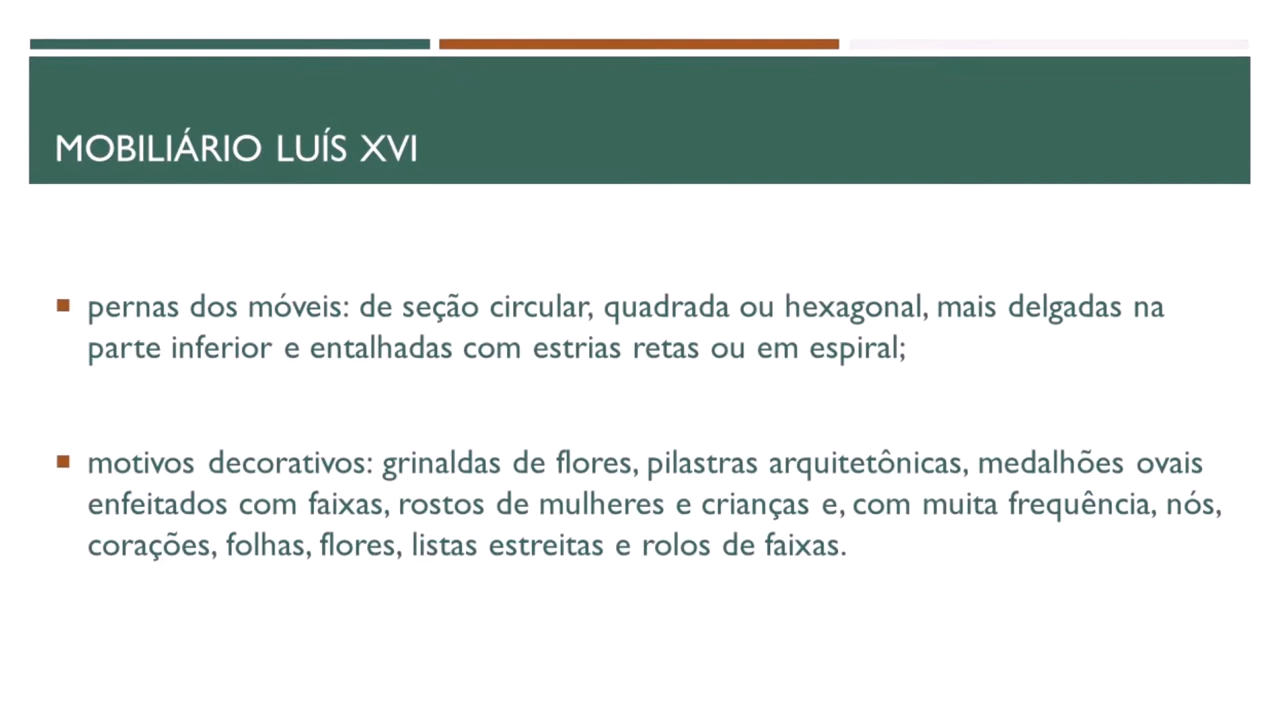 MOBILIÁRIO LUÍS XVI
pernas dos móveis: de seção circular, quadrada ou hexagonal, mais delgadas na
parte inferior e entalhadas com estrias retas ou em espiral;
motivos decorativos: grinaldas de flores, pilastras arquitetônicas, medalhões ovais
enfeitados com faixas, rostos de mulheres e crianças e, com muita frequência, nós,
corações, folhas, flores, listas estreitas e rolos de faixas.